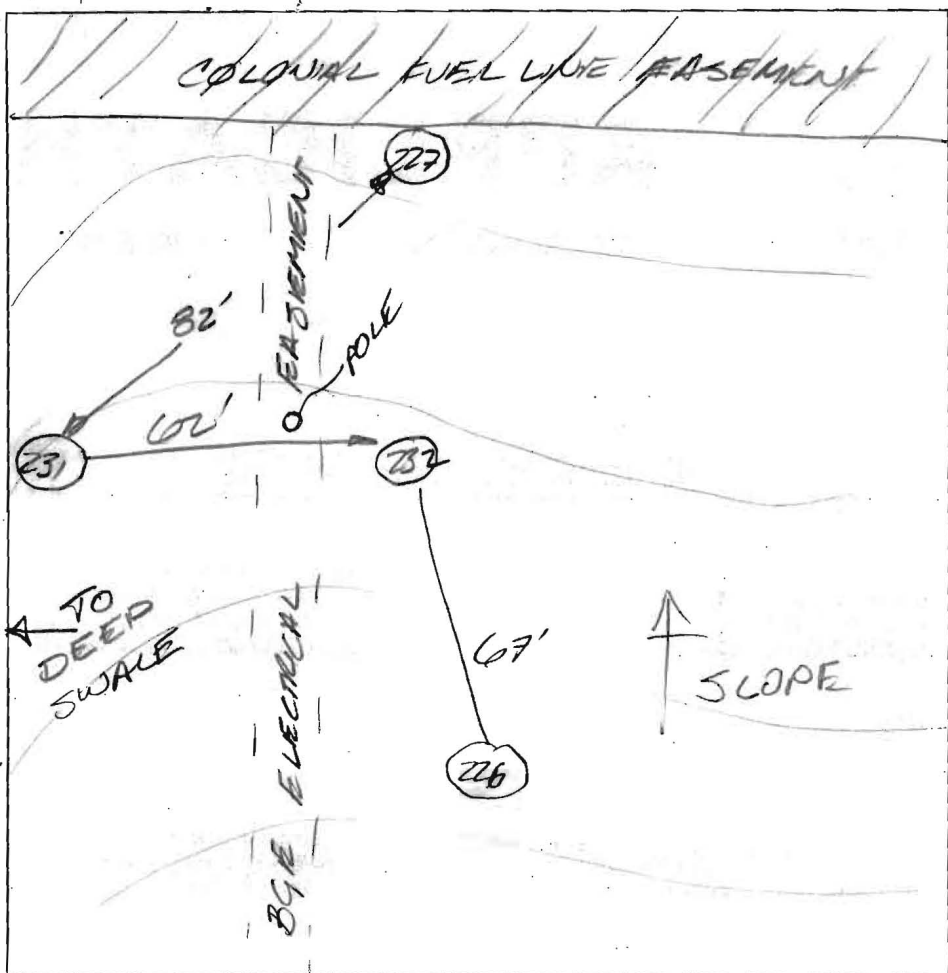 COLONIAL FUEL LINE EASEMENT
227
EASEMENT
82'
POLE
62'
231
232
TO
DEEP
SWALE
67'
SLOPE
226
BGE ELECTRICAL